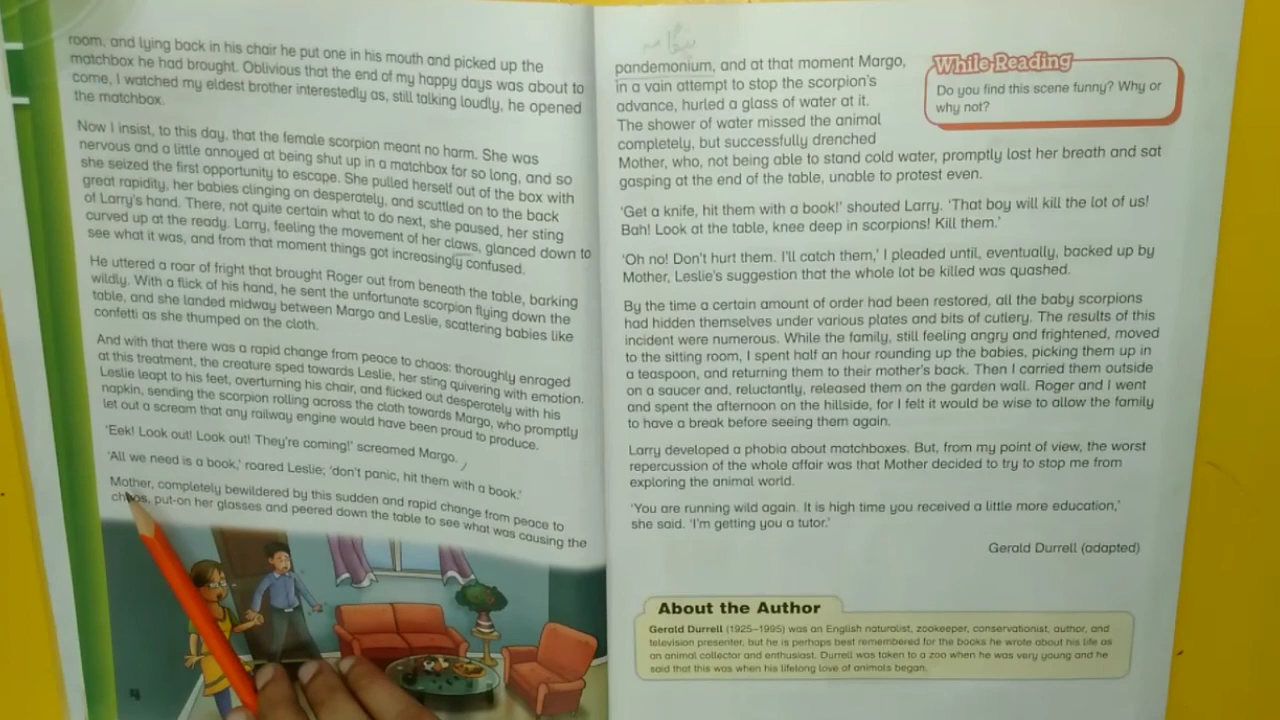 room, and lying back in his chair he put one in his mouth and picked up the
matchbox he had brought. Oblivious that the end of my happy days was about to
come, I watched my eldest brother interestedly as, still talking loudly, he opened
the matchbox.
Now I insist, to this day, that the female scorpion meant no harm. She was
nervous and a little annoyed at being shut up in a matchbox for so long, and so
she seized the first opportunity to escape. She pulled herself out of the box with
great rapidity, her babies clinging on desperately, and scuttled on to the back
of Larry's hand. There, not quite certain what to do next, she paused, her sting
curved up at the ready. Larry, feeling the movement of her claws, glanced down to
see what it was, and from that moment things got increasingly confused.
He uttered a roar of fright that brought Roger out from beneath the table, barking
wildly. With a flick of his hand, he sent the unfortunate scorpion flying down the
table, and she landed midway between Margo and Leslie, scattering babies like
confetti as she thumped on the cloth.
And with that there was a rapid change from peace to chaos: thoroughly enraged
at this treatment, the creature sped towards Leslie, her sting quivering with emotion.
Leslie leapt to his feet, overturning his chair, and flicked out desperately with his
napkin, sending the scorpion rolling across the cloth towards Margo, who promptly
let out a scream that any railway engine would have been proud to produce.
'Eek! Look out! Look out! They're coming!' screamed Margo.
'All we need is a book,' roared Leslie; 'don't panic, hit them with a book.'
Mother, completely bewildered by this sudden and rapid change from peace to
chaos, put-on her glasses and peered down the table to see what was causing the
pandemonium, and at that moment Margo,
in a vain attempt to stop the scorpion's
advance, hurled a glass of water at it.
The shower of water missed the animal
completely, but successfully drenched
Mother, who, not being able to stand cold water, promptly lost her breath and sat
gasping at the end of the table, unable to protest even.
While-Reading
Do you find this scene funny? Why or
why not?
'Get a knife, hit them with a book!' shouted Larry. 'That boy will kill the lot of us!
Bah! Look at the table, knee deep in scorpions! Kill them.'
'Oh no! Don't hurt them. I'll catch them,' I pleaded until, eventually, backed up by
Mother, Leslie's suggestion that the whole lot be killed was quashed.
By the time a certain amount of order had been restored, all the baby scorpions
had hidden themselves under various plates and bits of cutlery. The results of this
incident were numerous. While the family, still feeling angry and frightened, moved
to the sitting room, I spent half an hour rounding up the babies, picking them up in
a teaspoon, and returning them to their mother's back. Then I carried them outside
on a saucer and, reluctantly, released them on the garden wall. Roger and I went
and spent the afternoon on the hillside, for I felt it would be wise to allow the family
to have a break before seeing them again.
Larry developed a phobia about matchboxes. But, from my point of view, the worst
repercussion of the whole affair was that Mother decided to try to stop me from
exploring the animal world.
'You are running wild again. It is high time you received a little more education,'
she said. 'I'm getting you a tutor.'
Gerald Durrell (adapted)
About the Author
Gerald Durrell (1925–1995) was an English naturalist, zookeeper, conservationist, author, and
television presenter, but he is perhaps best remembered for the books he wrote about his life as
an animal collector and enthusiast. Durrell was taken to a zoo when he was very young and he
said that this was when his lifelong love of animals began.